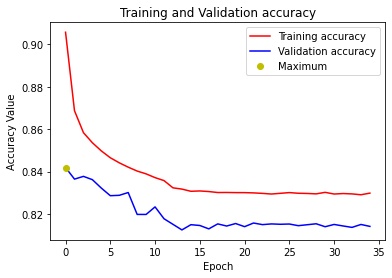 Training and Validation accuracy
Training accuracy
Validation accuracy
Maximum
Accuracy Value
0.90
0.88
0.86
0.84
0.82
0 5 10 15 20 25 30 35
Epoch